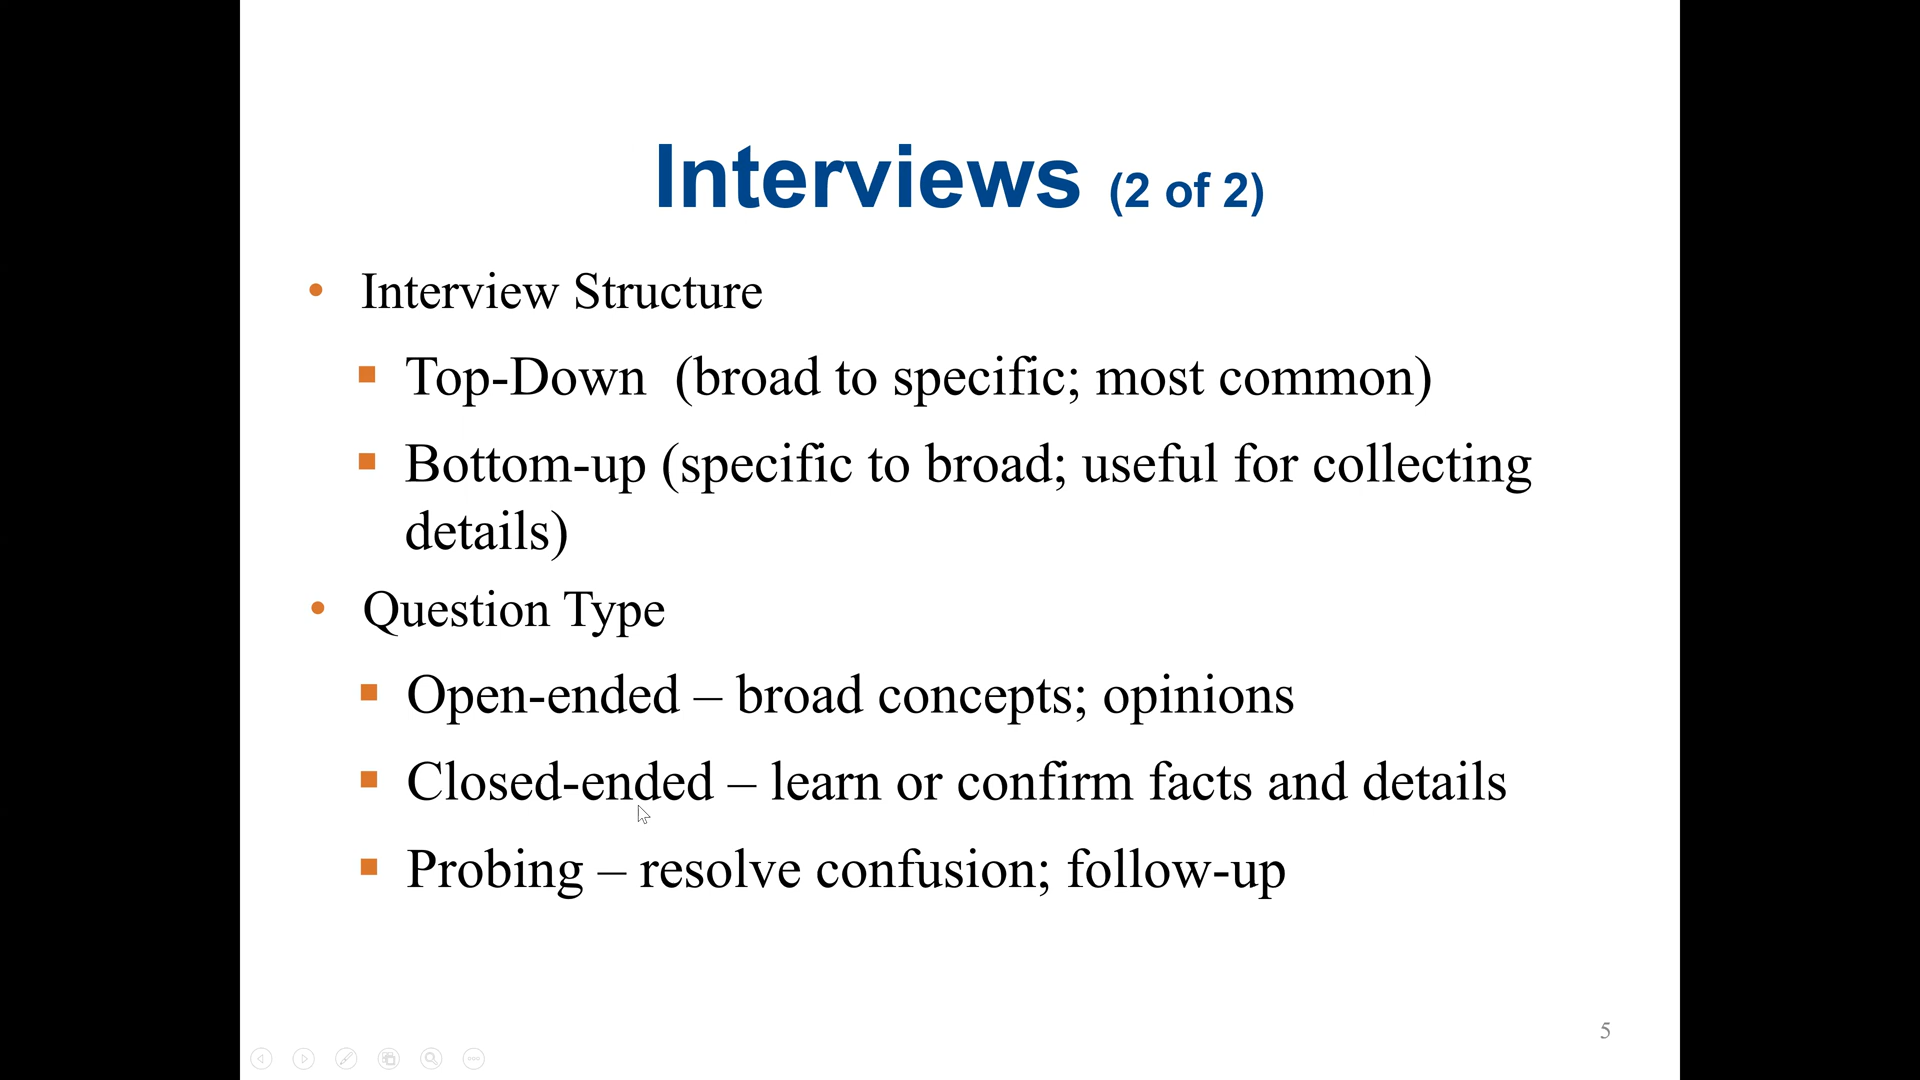 Interviews (2 of 2)
• Interview Structure
▪ Top-Down  (broad to specific; most common)
▪ Bottom-up (specific to broad; useful for collecting
details)
• Question Type
▪ Open-ended – broad concepts; opinions
▪ Closed-ended – learn or confirm facts and details
▪ Probing – resolve confusion; follow-up
5